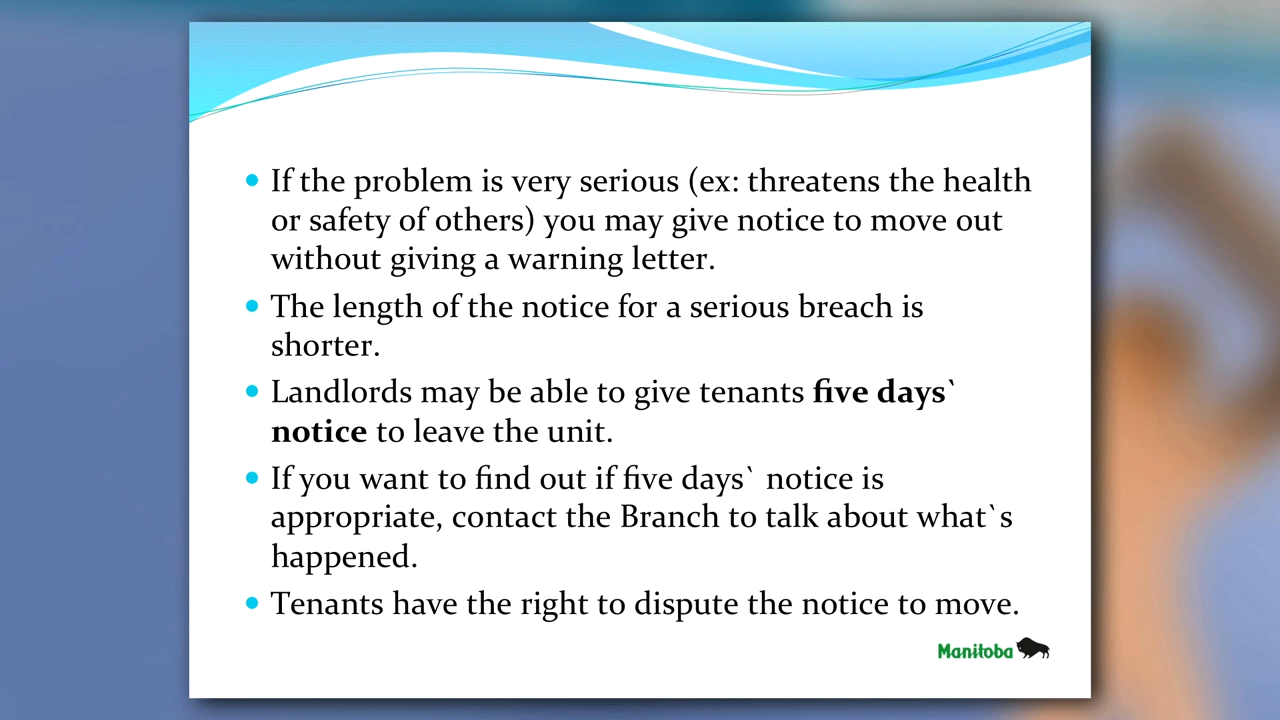 If the problem is very serious (ex: threatens the health
or safety of others) you may give notice to move out
without giving a warning letter.
The length of the notice for a serious breach is
shorter.
Landlords may be able to give tenants five days`
notice to leave the unit.
If you want to find out if five days` notice is
appropriate, contact the Branch to talk about what`s
happened.
Tenants have the right to dispute the notice to move.
Manitoba